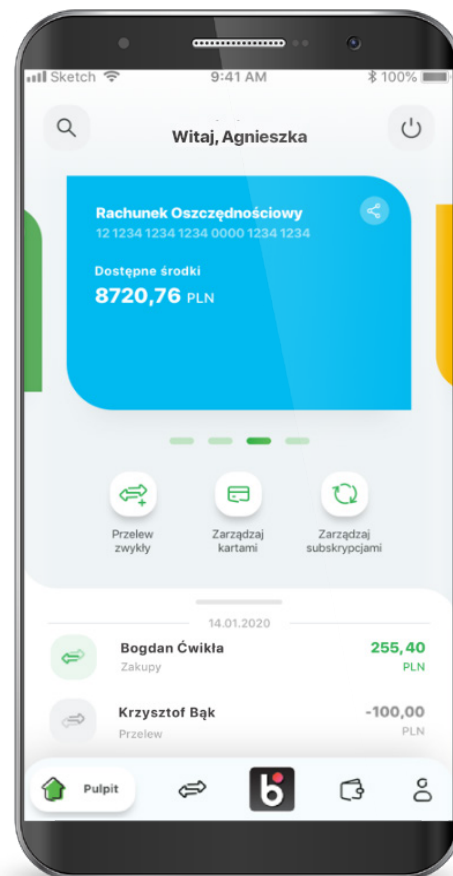 Sketch 9:41 AM 100%
Witaj, Agnieszka
Rachunek Oszczędnościowy
12 1234 1234 1234 0000 1234 1234
Dostępne środki
8720,76 PLN
Przelew zwykły
Zarządzaj kartami
Zarządzaj subskrypcjami
14.01.2020
Bogdan Ćwikła 255,40
Zakupy PLN
Krzysztof Bąk -100,00
Przelew PLN
Pulpit b